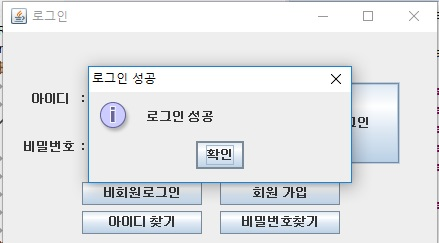 로그인
로그인 성공
아이디 :
로그인 성공
비밀번호 :
확인
비회원로그인
회원 가입
아이디 찾기
비밀번호찾기